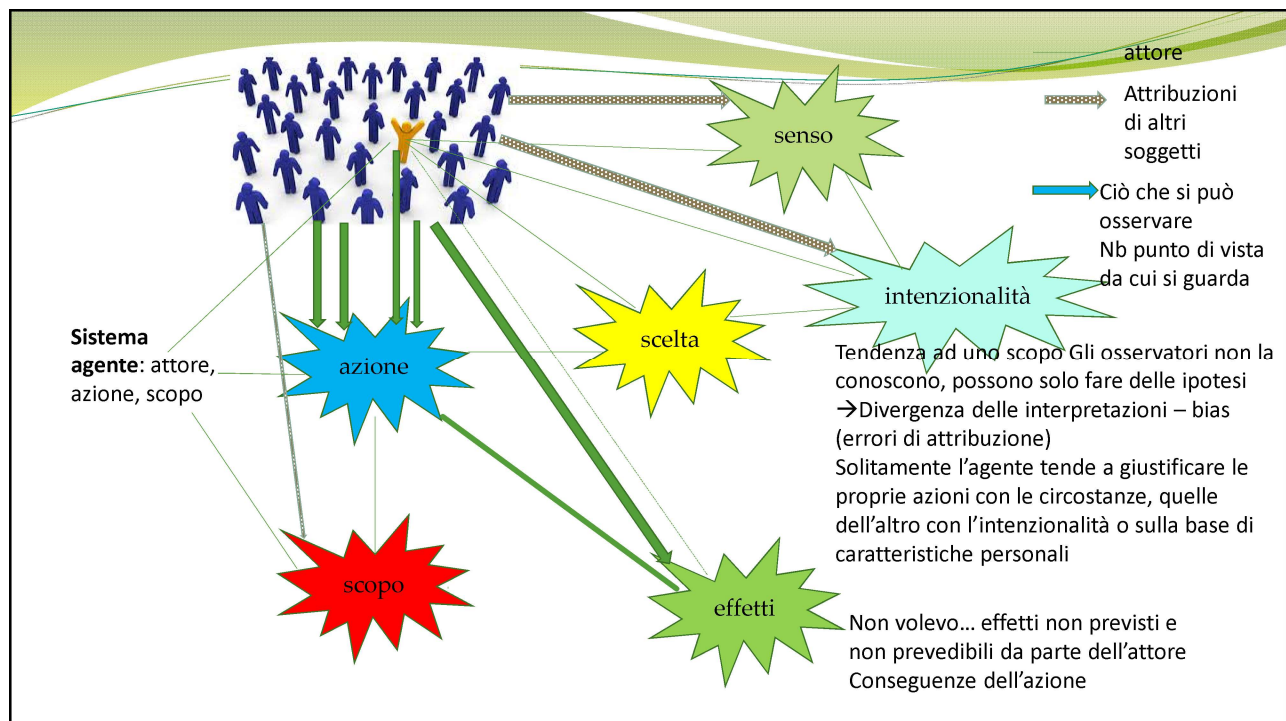 attore
Attribuzioni
di altri
soggetti
Ciò che si può
osservare
Nb punto di vista
da cui si guarda
senso
intenzionalità
scelta
azione
Sistema
agente: attore,
azione, scopo
Tendenza ad uno scopo Gli osservatori non la
conoscono, possono solo fare delle ipotesi
→Divergenza delle interpretazioni – bias
(errori di attribuzione)
Solitamente l’agente tende a giustificare le
proprie azioni con le circostanze, quelle
dell’altro con l’intenzionalità o sulla base di
caratteristiche personali
scopo
effetti
Non volevo... effetti non previsti e
non prevedibili da parte dell’attore
Conseguenze dell’azione